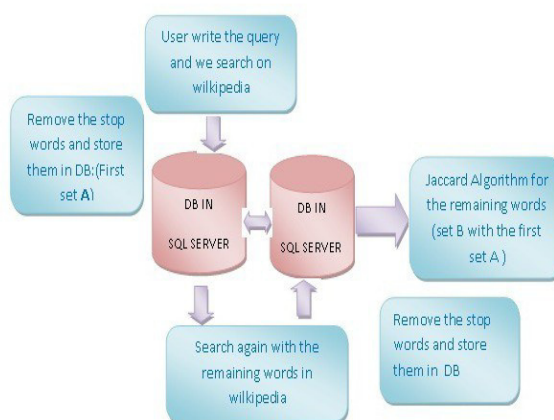 User write the query
and we search on
wilkipedia
Remove the stop
words and store
them in DB:(First
set A)
DB IN
SQL SERVER
DB IN
SQL SERVER
Jaccard Algorithm for
the remaining words
(set B with the first
set A )
Search again with the
remaining words in
wikipedia
Remove the stop
words and store
them in DB